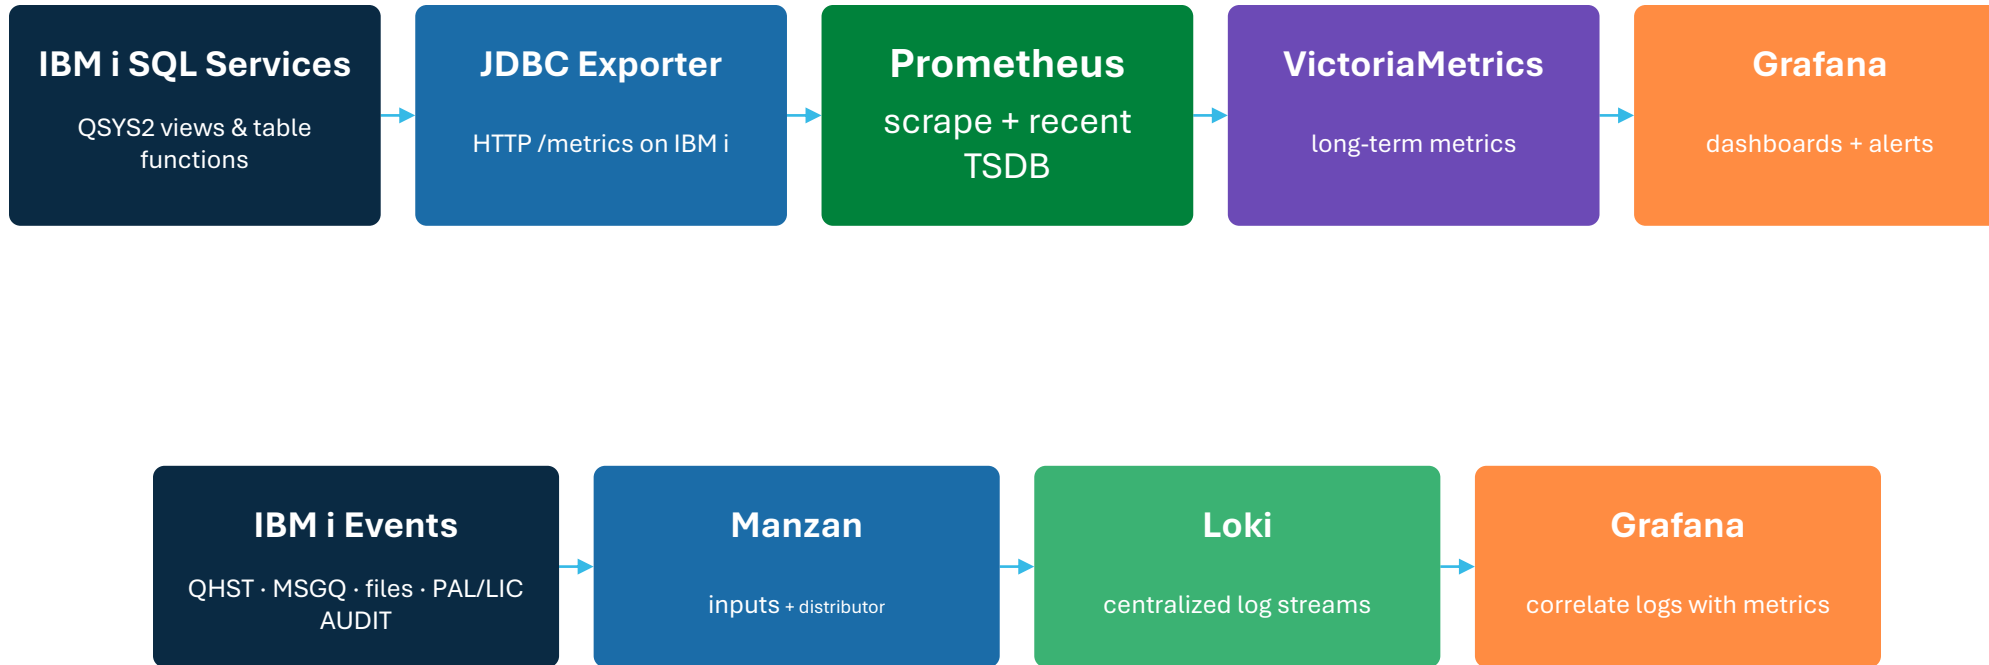 IBM i SQL Services
QSYS2 views & table
functions
JDBC Exporter
HTTP /metrics on IBM i
Prometheus
scrape + recent
TSDB
VictoriaMetrics
long-term metrics
Grafana
dashboards + alerts
IBM i Events
QHST · MSGQ · files · PAL/LIC
AUDIT
Manzan
inputs + distributor
Loki
centralized log streams
Grafana
correlate logs with metrics